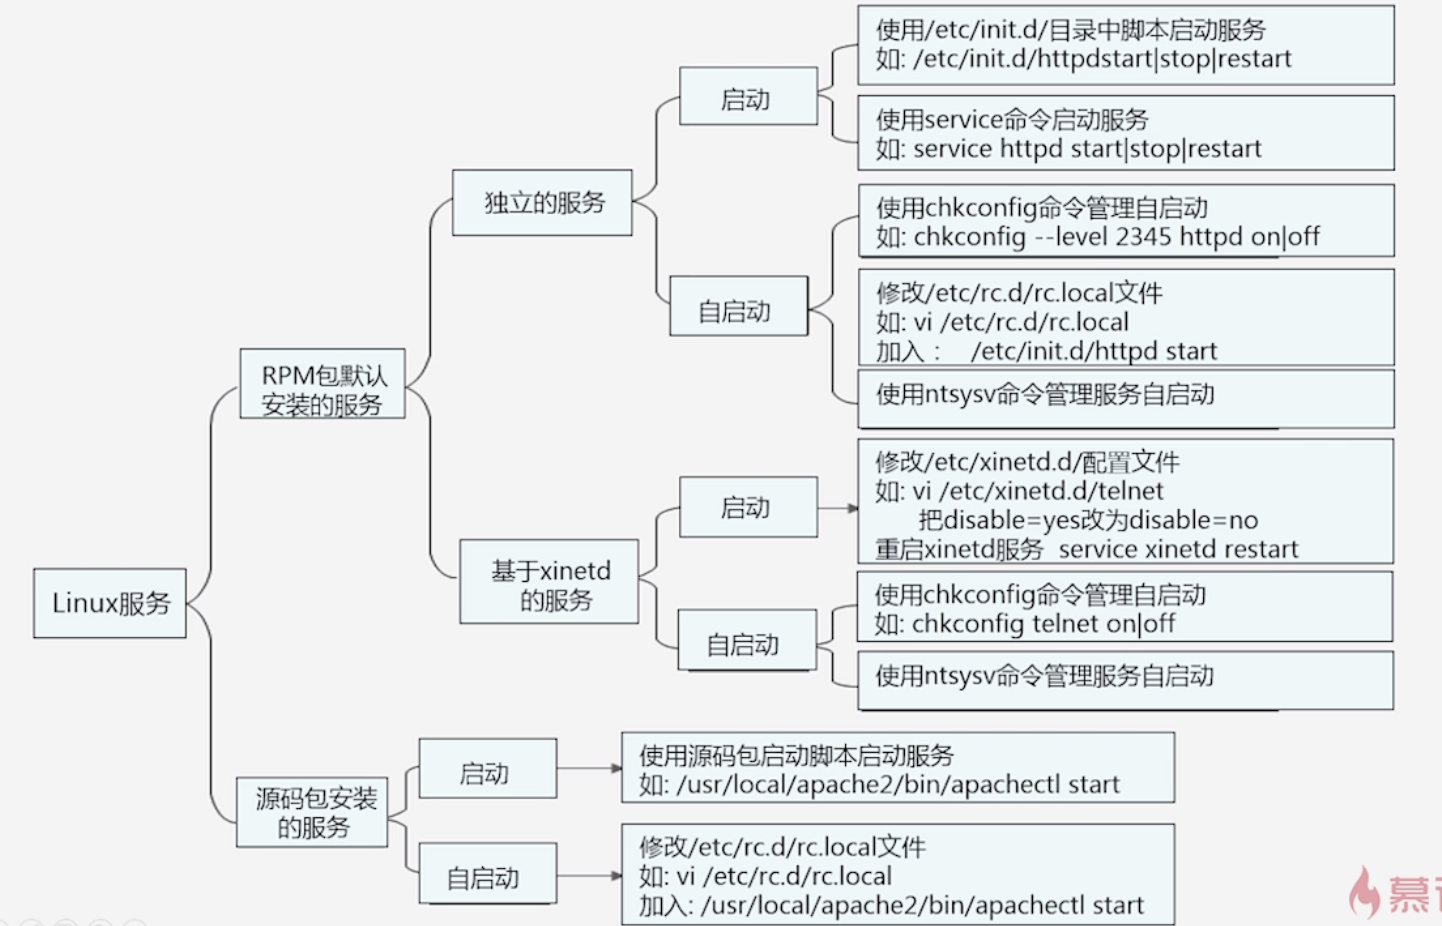 使用/etc/init.d/目录中脚本启动服务
如: /etc/init.d/httpdstart|stop|restart
启动
使用service命令启动服务
如: service httpd start|stop|restart
独立的服务
使用chkconfig命令管理自启动
如: chkconfig --level 2345 httpd on|off
自启动
修改/etc/rc.d/rc.local文件
如: vi /etc/rc.d/rc.local
加入： /etc/init.d/httpd start
RPM包默认
安装的服务
使用ntsysv命令管理服务自启动
启动
修改/etc/xinetd.d/配置文件
如: vi /etc/xinetd.d/telnet
把disable=yes改为disable=no
重启xinetd服务 service xinetd restart
基于xinetd
的服务
Linux服务
自启动
使用chkconfig命令管理自启动
如: chkconfig telnet on|off
使用ntsysv命令管理服务自启动
启动
使用源码包启动脚本启动服务
如: /usr/local/apache2/bin/apachectl start
源码包安装
的服务
自启动
修改/etc/rc.d/rc.local文件
如: vi /etc/rc.d/rc.local
加入: /usr/local/apache2/bin/apachectl start
慕